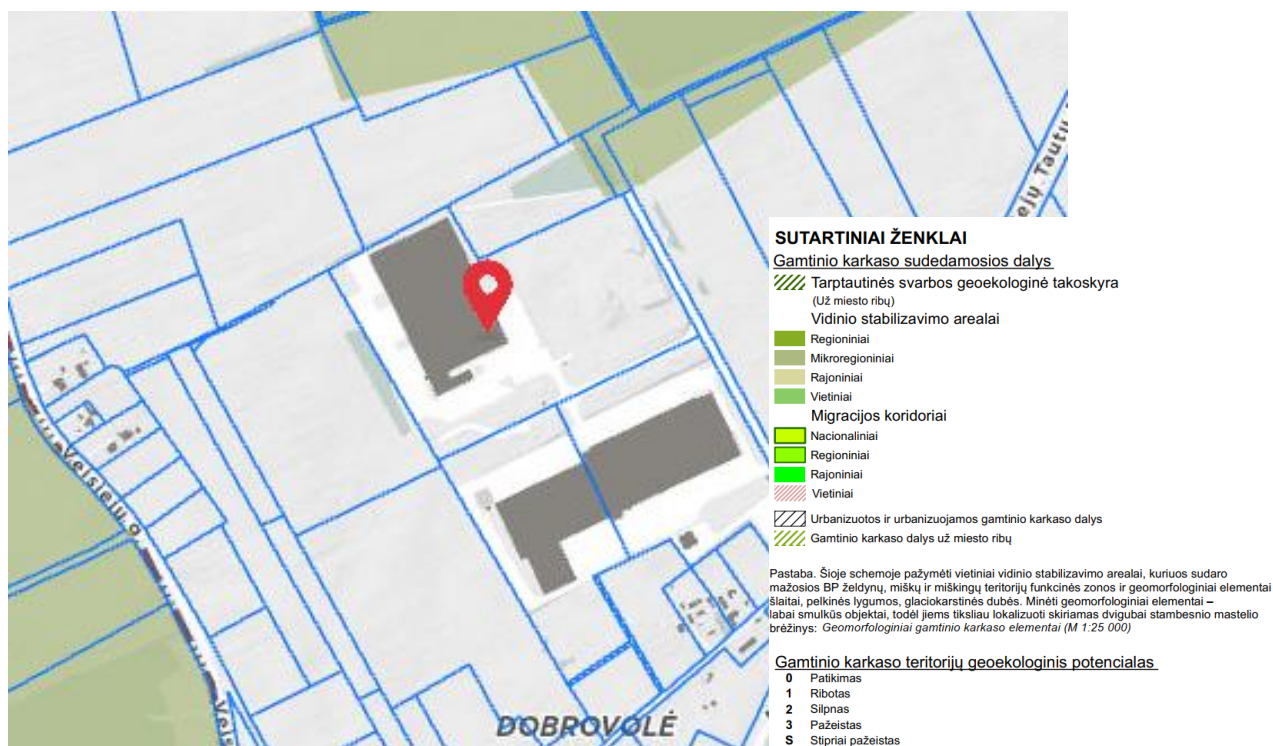 ejų Tautų
SUTARTINIAI ŽENKLAI
Gamtinio karkaso sudedamosios dalys
Tarptautinės svarbos geoekologinė takoskyra
(Už miesto ribų)
Vidinio stabilizavimo arealai
Regioniniai
Mikroregioniniai
Rajoniniai
Vietiniai
Migracijos koridoriai
Nacionaliniai
Regioniniai
Rajoniniai
Vietiniai
Urbanizuotos ir urbanizuojamos gamtinio karkaso dalys
Gamtinio karkaso dalys už miesto ribų
Pastaba. Šioje schemoje pažymėti vietiniai vidinio stabilizavimo arealai, kuriuos sudaro
mažosios BP želdynų, miškų ir miškingų teritorijų funkcinės zonos ir geomorfologiniai elementai
šlaitai, pelkinės lygumos, glaciokarstinės dubės. Minėti geomorfologiniai elementai –
labai smulkūs objektai, todėl jiems tiksliau lokalizuoti skiriamas dvigubai stambesnio mastelio
brėžinys: Geomorfologiniai gamtinio karkaso elementai (M 1:25 000)
Gamtinio karkaso teritorijų geoekologinis potencialas
0 Patikimas
1 Ribotas
2 Silpnas
3 Pažeistas
S Stipriai pažeistas
Veisiejų g.
Veis
DOBROVOLĖ